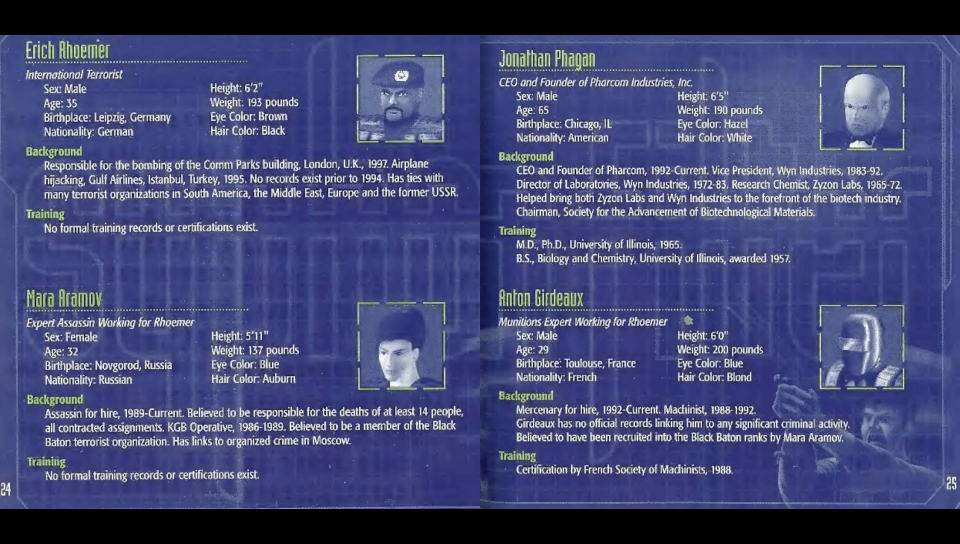 Erich Rhoemer
International Terrorist
Sex: Male
Height: 6'2"
Age: 35
Weight: 193 pounds
Birthplace: Leipzig, Germany
Eye Color: Brown
Nationality: German
Hair Color: Black
Background
Responsible for the bombing of the Comm Parks building, London, U.K., 1997. Airplane
hijacking, Gulf Airlines, Istanbul, Turkey, 1995. No records exist prior to 1994. Has ties with
many terrorist organizations in South America, the Middle East, Europe and the former USSR.
Training
No formal training records or certifications exist.
Mara Aramov
Expert Assassin Working for Rhoemer
Sex: Female
Height: 5'11"
Age: 32
Weight: 137 pounds
Birthplace: Novgorod, Russia
Eye Color: Blue
Nationality: Russian
Hair Color: Auburn
Background
Assassin for hire, 1989-Current. Believed to be responsible for the deaths of at least 14 people,
all contracted assignments. KGB Operative, 1986-1989. Believed to be a member of the Black
Baton terrorist organization. Has links to organized crime in Moscow.
Training
No formal training records or certifications exist.
24
Jonathan Phagan
CEO and Founder of Pharcom Industries, Inc.
Sex: Male
Height: 6'5"
Age: 65
Weight: 190 pounds
Birthplace: Chicago, IL
Eye Color: Hazel
Nationality: American
Hair Color: White
Background
CEO and Founder of Pharcom, 1992-Current. Vice President, Wyn Industries, 1983-92.
Director of Laboratories, Wyn Industries, 1972-83. Research Chemist, Zyzon Labs, 1965-72.
Helped bring both Zyzon Labs and Wyn Industries to the forefront of the biotech industry.
Chairman, Society for the Advancement of Biotechnological Materials.
Training
M.D., Ph.D., University of Illinois, 1965.
B.S., Biology and Chemistry, University of Illinois, awarded 1957.
Anton Girdeaux
Munitions Expert Working for Rhoemer
Sex: Male
Height: 6'0"
Age: 29
Weight: 200 pounds
Birthplace: Toulouse, France
Eye Color: Blue
Nationality: French
Hair Color: Blond
Background
Mercenary for hire, 1992-Current. Machinist, 1988-1992.
Girdeaux has no official records linking him to any significant criminal activity.
Believed to have been recruited into the Black Baton ranks by Mara Aramov.
Training
Certification by French Society of Machinists, 1988.
25